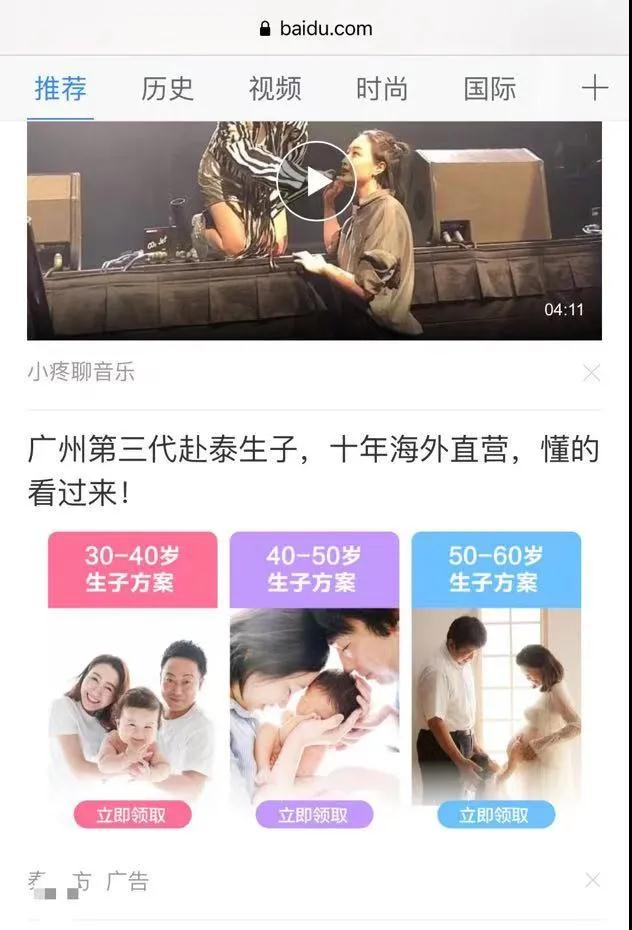 baidu.com
推荐 历史 视频 时尚 国际
04:11
小疼聊音乐
广州第三代赴泰生子，十年海外直营，懂的
看过来！
30-40岁
生子方案
40-50岁
生子方案
50-60岁
生子方案
立即领取
立即领取
立即领取
方 广告